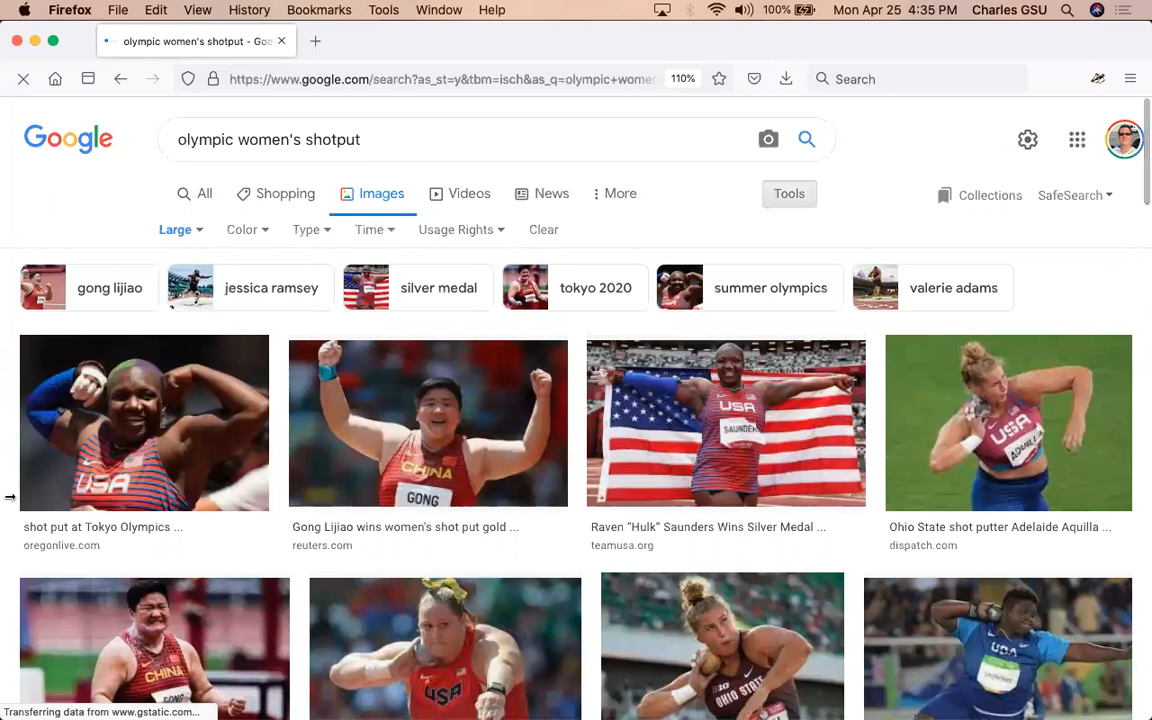 Firefox File Edit View History Bookmarks Tools Window Help 100% Mon Apr 25 4:35 PM Charles GSU
olympic women's shotput - Goo
https://www.google.com/search?as_st=y&tbm=isch&as_q=olympic+wome 110% Search
Google olympic women's shotput
All Shopping Images Videos News More Tools Collections SafeSearch
Large Color Type Time Usage Rights Clear
gong lijiao jessica ramsey silver medal tokyo 2020 summer olympics valerie adams
USA
CHINA
GONG
USA
SAUNDER
USA
shot put at Tokyo Olympics ... Gong Lijiao wins women's shot put gold ... Raven “Hulk” Saunders Wins Silver Medal ... Ohio State shot putter Adelaide Aquilla ...
oregonlive.com reuters.com teamusa.org dispatch.com
CHINA
USA
OHIO STATE
USA
Transferring data from www.gstatic.com...